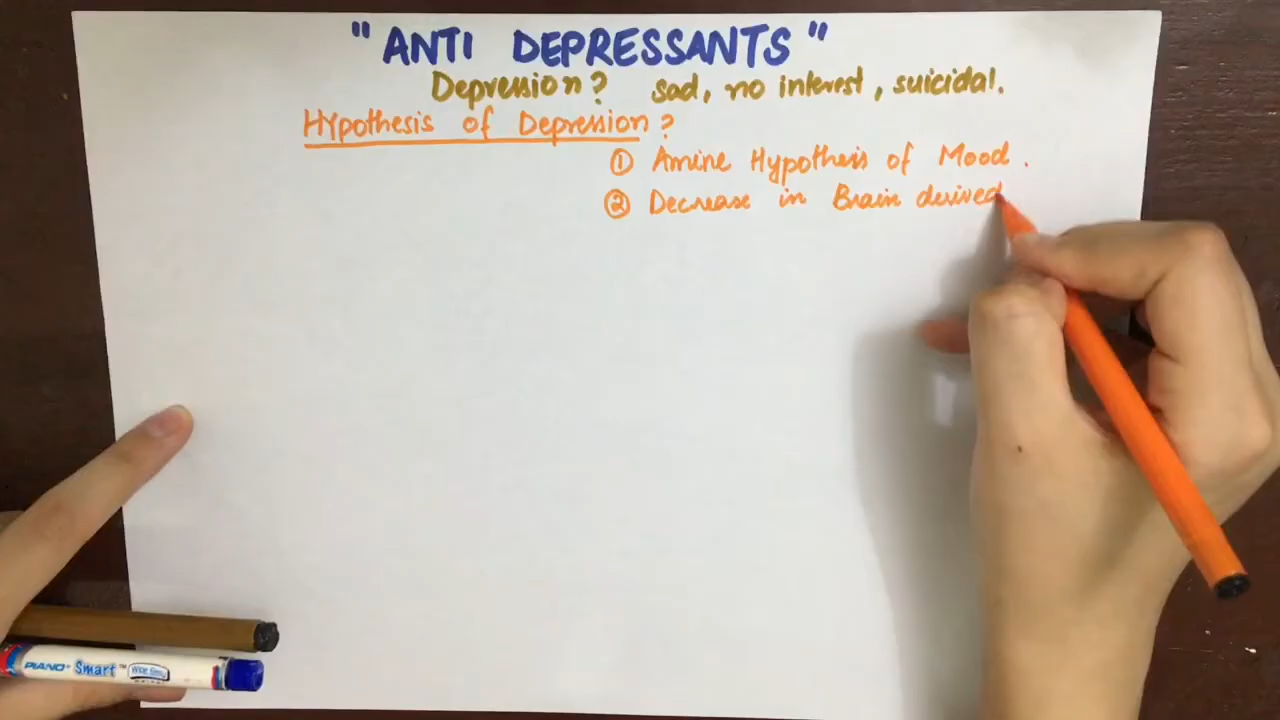 "ANTI DEPRESSANTS"
Depression? sad, no interest, suicidal.
Hypothesis of Depression?
① Amine Hypothesis of Mood.
② Decrease in Brain derived
PIANO Smart™